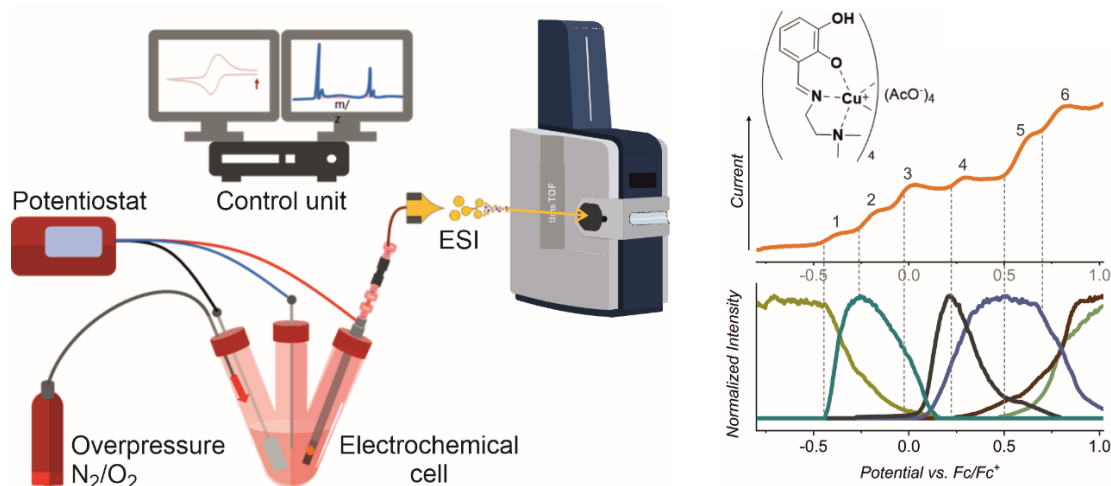 m/
z
Potentiostat
Control unit
ESI
timsTOF
Overpressure
N₂/O₂
Electrochemical
cell
OH
O
N
Cu⁺
(AcO⁻)₄
N
4
Current
1
2
3
4
5
6
-0.5
0.0
0.5
1.0
Normalized Intensity
-0.5
0.0
0.5
1.0
Potential vs. Fc/Fc⁺